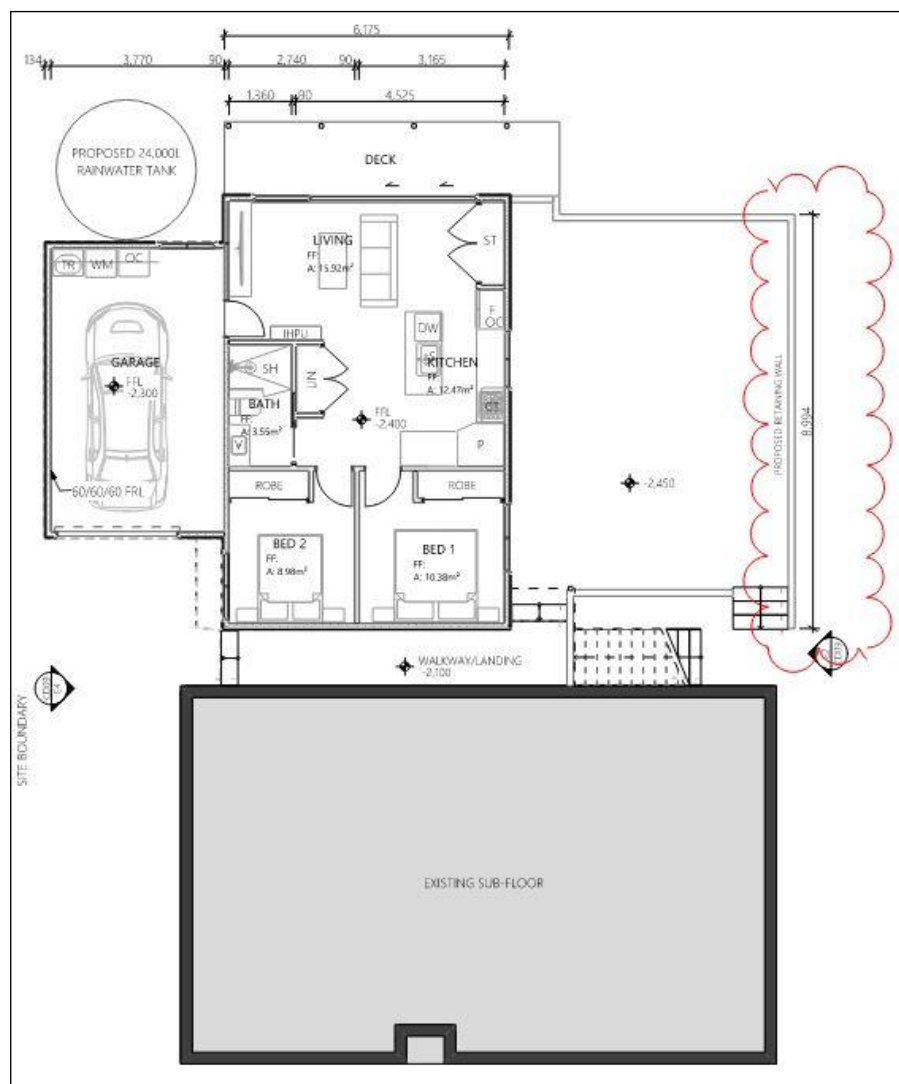 6,175
134 3,770 90 2,740 90 3,165
1,360 90 4,525
PROPOSED 24,000L
RAINWATER TANK
DECK
LIVING
FF:
A: 15.92m²
ST
TR WM OC
F
OC
DW
IHPU
KITCHEN
FF:
A: 12.47m²
GARAGE
FFL
-2,300
SH
LIN
BATH
FF:
A: 3.55m²
V
FFL
-2,400
P
PROPOSED RETAINING WALL
8,994
-2,450
60/60/60 FRL
ROBE ROBE
BED 2
FF:
A: 8.98m²
BED 1
FF:
A: 10.38m²
WALKWAY/LANDING
-2,100
SITE BOUNDARY
EXISTING SUB-FLOOR